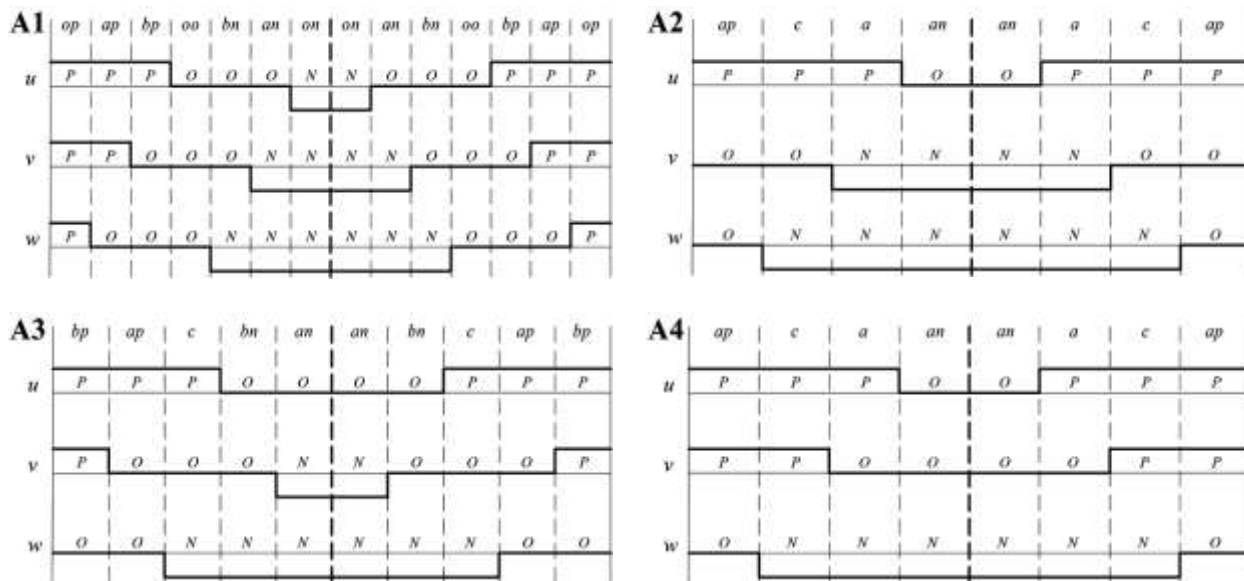 A1 op ap bp oo bn an on on an bn oo bp ap op
u P P P O O O N N O O O P P P
v P P O O O N N N N O O O P P
w P O O O N N N N N N O O O P
A2 ap c a an an a c ap
u P P P O O P P P
v O O N N N N O O
w O N N N N N N O
A3 bp ap c bn an an bn c ap bp
u P P P O O O O P P P
v P O O O N N O O O P
w O O N N N N N N O O
A4 ap c a an an a c ap
u P P P O O P P P
v P P O O O O P P
w O N N N N N N O